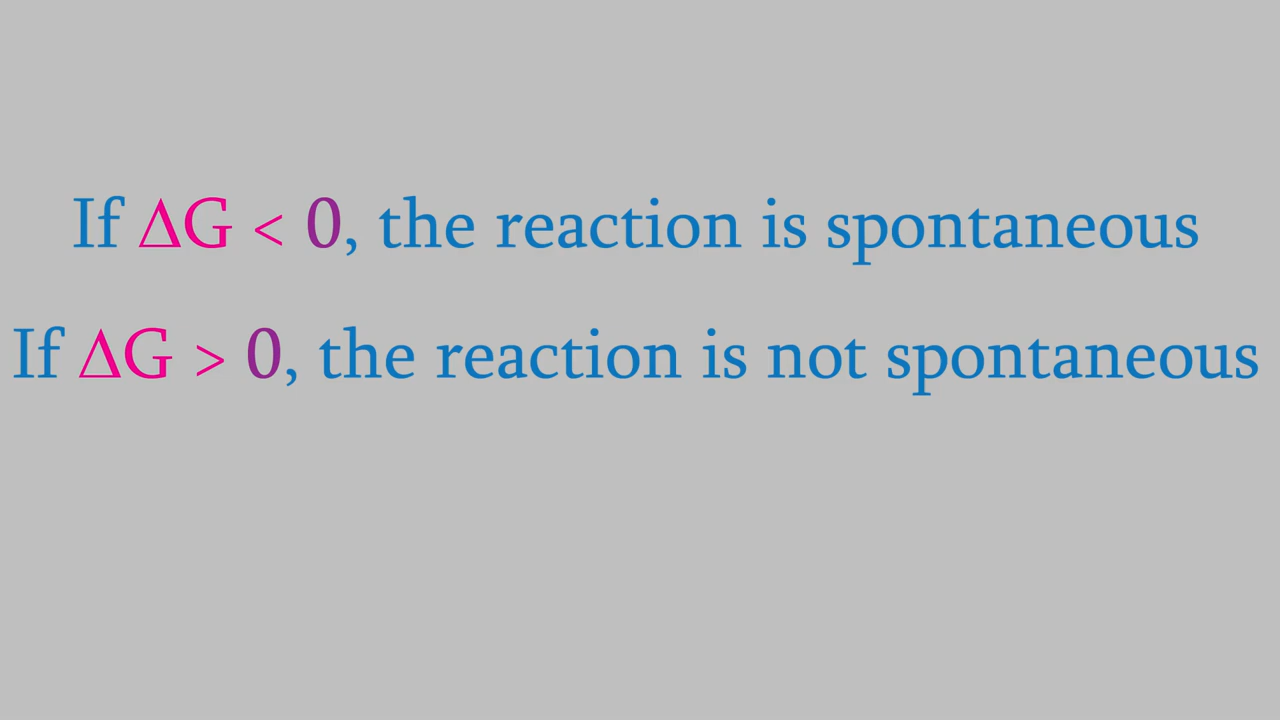 If ΔG < 0, the reaction is spontaneous
If ΔG > 0, the reaction is not spontaneous